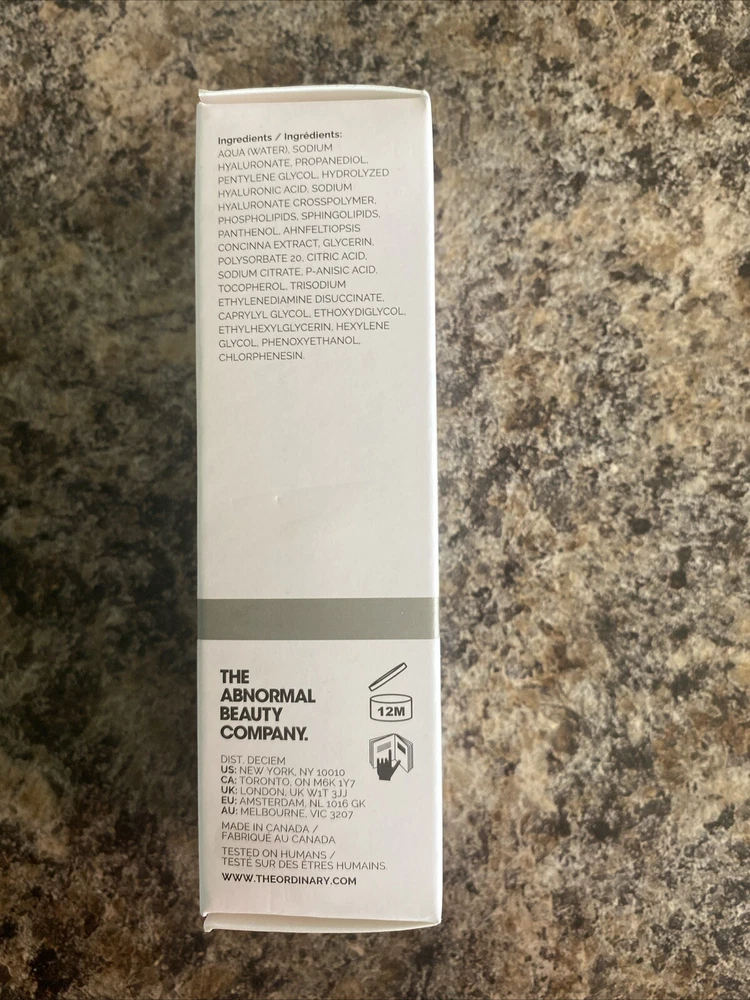 Ingredients / Ingrédients:
AQUA (WATER), SODIUM
HYALURONATE, PROPANEDIOL,
PENTYLENE GLYCOL, HYDROLYZED
HYALURONIC ACID, SODIUM
HYALURONATE CROSSPOLYMER,
PHOSPHOLIPIDS, SPHINGOLIPIDS,
PANTHENOL, AHNFELTIOPSIS
CONCINNA EXTRACT, GLYCERIN,
POLYSORBATE 20, CITRIC ACID,
SODIUM CITRATE, P-ANISIC ACID,
TOCOPHEROL, TRISODIUM
ETHYLENEDIAMINE DISUCCINATE,
CAPRYLYL GLYCOL, ETHOXYDIGLYCOL,
ETHYLHEXYLGLYCERIN, HEXYLENE
GLYCOL, PHENOXYETHANOL,
CHLORPHENESIN.
THE
ABNORMAL
BEAUTY
COMPANY.
12M
DIST. DECIEM
US: NEW YORK, NY 10010
CA: TORONTO, ON M6K 1Y7
UK: LONDON, UK W1T 3JJ
EU: AMSTERDAM, NL 1016 GK
AU: MELBOURNE, VIC 3207
MADE IN CANADA /
FABRIQUÉ AU CANADA
TESTED ON HUMANS /
TESTÉ SUR DES ÊTRES HUMAINS.
WWW.THEORDINARY.COM